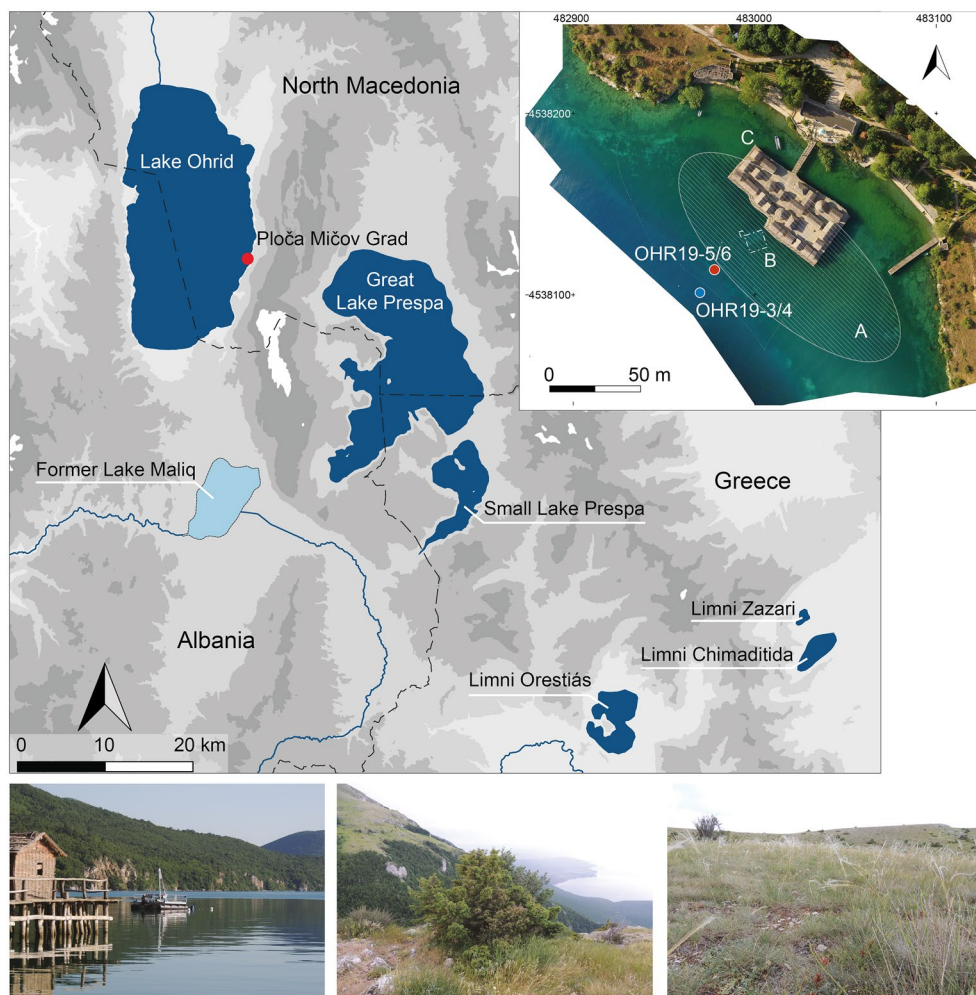 North Macedonia
Lake Ohrid
Ploča Mičov Grad
Great
Lake Prespa
Former Lake Maliq
Small Lake Prespa
Greece
Albania
Limni Zazari
Limni Chimaditida
Limni Orestiás
0 10 20 km
482900 483000 483100
4538200
4538100
C
B
OHR19-5/6
OHR19-3/4
A
0 50 m